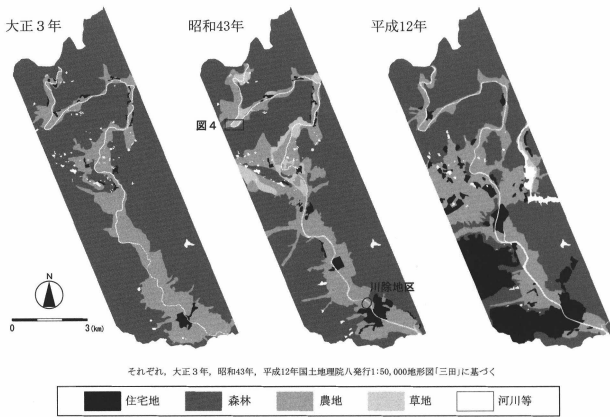 大正3年
昭和43年
平成12年
図4
川除地区
N
0 3(km)
それぞれ，大正3年，昭和43年，平成12年国土地理院八発行1:50,000地形図「三田」に基づく
住宅地 森林 農地 草地 河川等